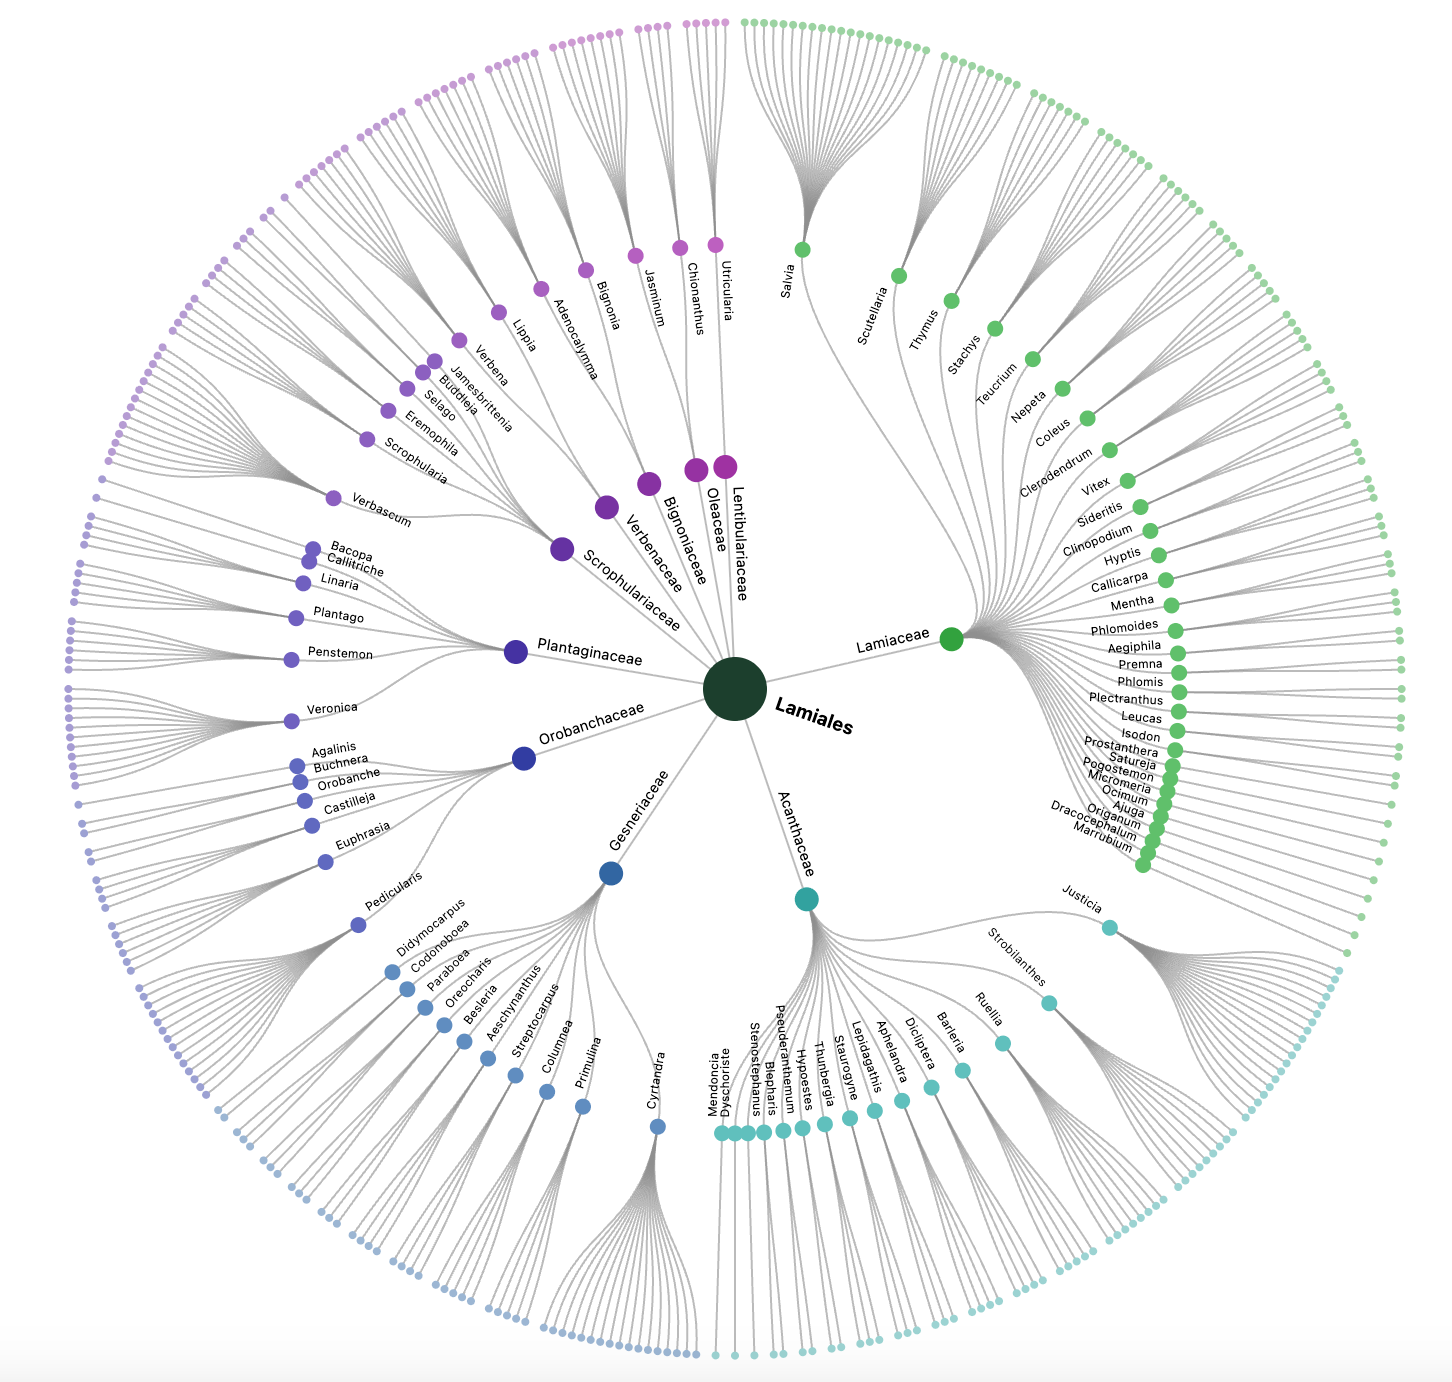 Lamiales
Lamiaceae
Salvia
Scutellaria
Thymus
Stachys
Teucrium
Nepeta
Coleus
Clerodendrum
Vitex
Sideritis
Clinopodium
Hyptis
Callicarpa
Mentha
Phlomoides
Aegiphila
Premna
Phlomis
Plectranthus
Leucas
Isodon
Prostanthera
Satureja
Pogostemon
Micromeria
Ocimum
Ajuga
Origanum
Dracocephalum
Marrubium
Acanthaceae
Justicia
Strobilanthes
Ruellia
Barleria
Dicliptera
Aphelandra
Lepidagathis
Staurogyne
Thunbergia
Hypoestes
Pseuderanthemum
Blepharis
Stenostephanus
Dyschoriste
Mendoncia
Gesneriaceae
Cyrtandra
Primulina
Columnea
Streptocarpus
Aeschynanthus
Besleria
Oreocharis
Paraboea
Codonoboea
Didymocarpus
Orobanchaceae
Pedicularis
Euphrasia
Castilleja
Orobanche
Buchnera
Agalinis
Plantaginaceae
Veronica
Penstemon
Plantago
Linaria
Callitriche
Bacopa
Scrophulariaceae
Verbascum
Scrophularia
Eremophila
Selago
Buddleja
Jamesbrittenia
Verbenaceae
Verbena
Lippia
Bignoniaceae
Adenocalymma
Bignonia
Oleaceae
Jasminum
Chionanthus
Lentibulariaceae
Utricularia